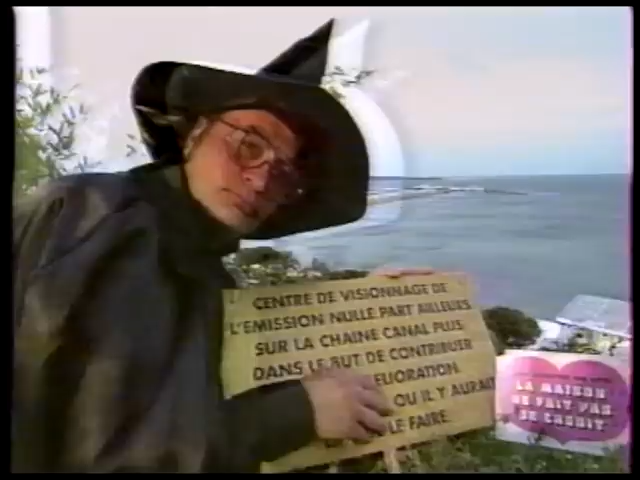 CENTRE DE VISIONNAGE DE
L'EMISSION NULLE PART AILLEURS
SUR LA CHAINE CANAL PLUS
DANS LE BUT DE CONTRIBUER
ELIORATION
OU IL Y AURAIT
LE FAIRE.
LA MAISON
NE FAIT PAS
DE CREDIT